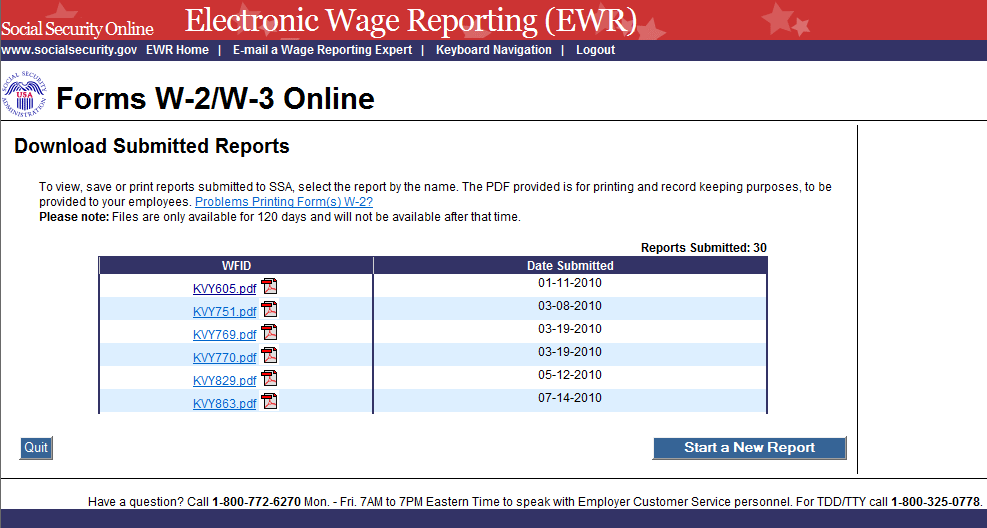 Social Security Online
Electronic Wage Reporting (EWR)
www.socialsecurity.gov EWR Home | E-mail a Wage Reporting Expert | Keyboard Navigation | Logout
SOCIAL SECURITY
USA
ADMINISTRATION
Forms W-2/W-3 Online
Download Submitted Reports
To view, save or print reports submitted to SSA, select the report by the name. The PDF provided is for printing and record keeping purposes, to be
provided to your employees. Problems Printing Form(s) W-2?
Please note: Files are only available for 120 days and will not be available after that time.
Reports Submitted: 30
WFID Date Submitted
KVY605.pdf 01-11-2010
KVY751.pdf 03-08-2010
KVY769.pdf 03-19-2010
KVY770.pdf 03-19-2010
KVY829.pdf 05-12-2010
KVY863.pdf 07-14-2010
Quit Start a New Report
Have a question? Call 1-800-772-6270 Mon. - Fri. 7AM to 7PM Eastern Time to speak with Employer Customer Service personnel. For TDD/TTY call 1-800-325-0778.